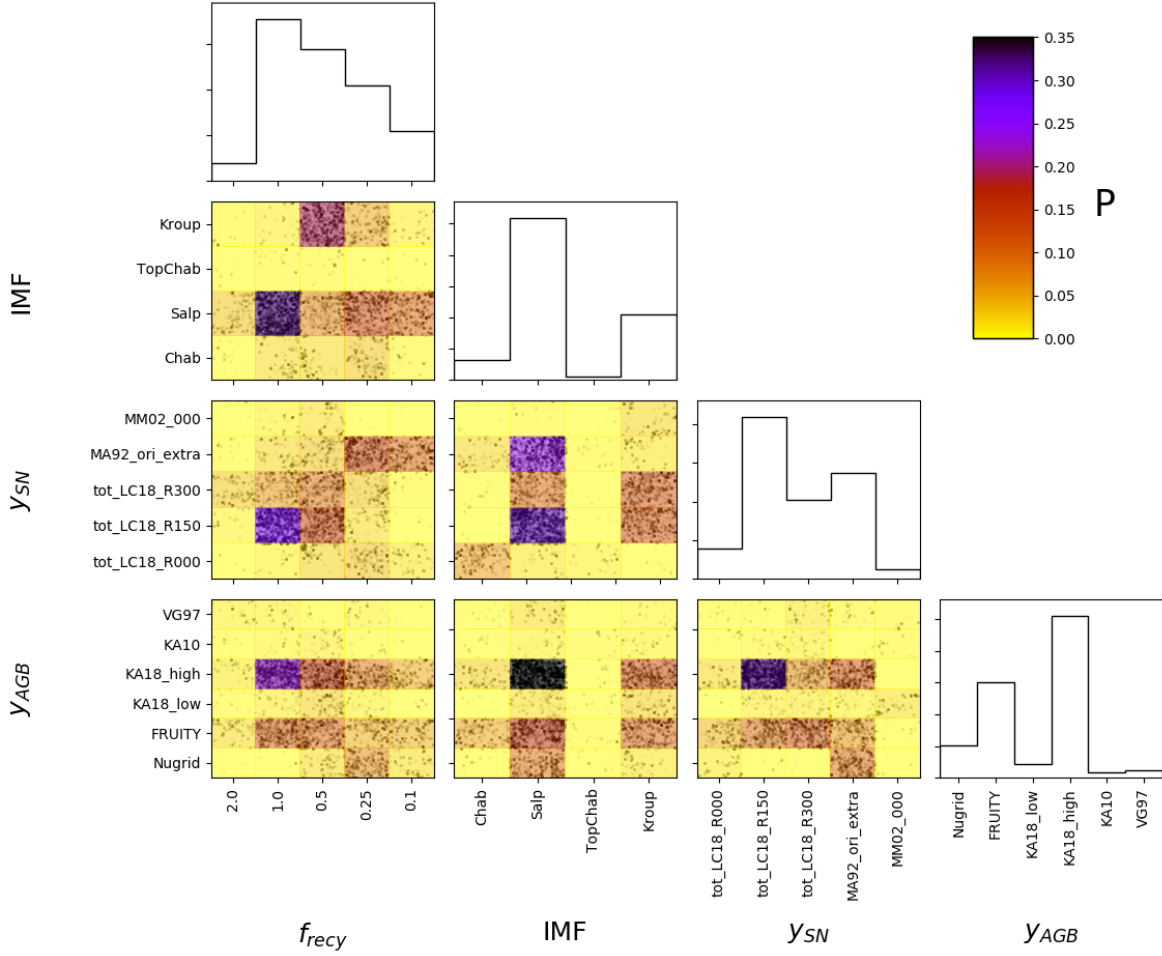 0.35
0.30
0.25
0.20
0.15
0.10
0.05
0.00
P
IMF
Kroup
TopChab
Salp
Chab
y_SN
MM02_000
MA92_ori_extra
tot_LC18_R300
tot_LC18_R150
tot_LC18_R000
y_AGB
VG97
KA10
KA18_high
KA18_low
FRUITY
Nugrid
2.0
1.0
0.5
0.25
0.1
Chab
Salp
TopChab
Kroup
tot_LC18_R000
tot_LC18_R150
tot_LC18_R300
MA92_ori_extra
MM02_000
Nugrid
FRUITY
KA18_low
KA18_high
KA10
VG97
f_recy
IMF
y_SN
y_AGB